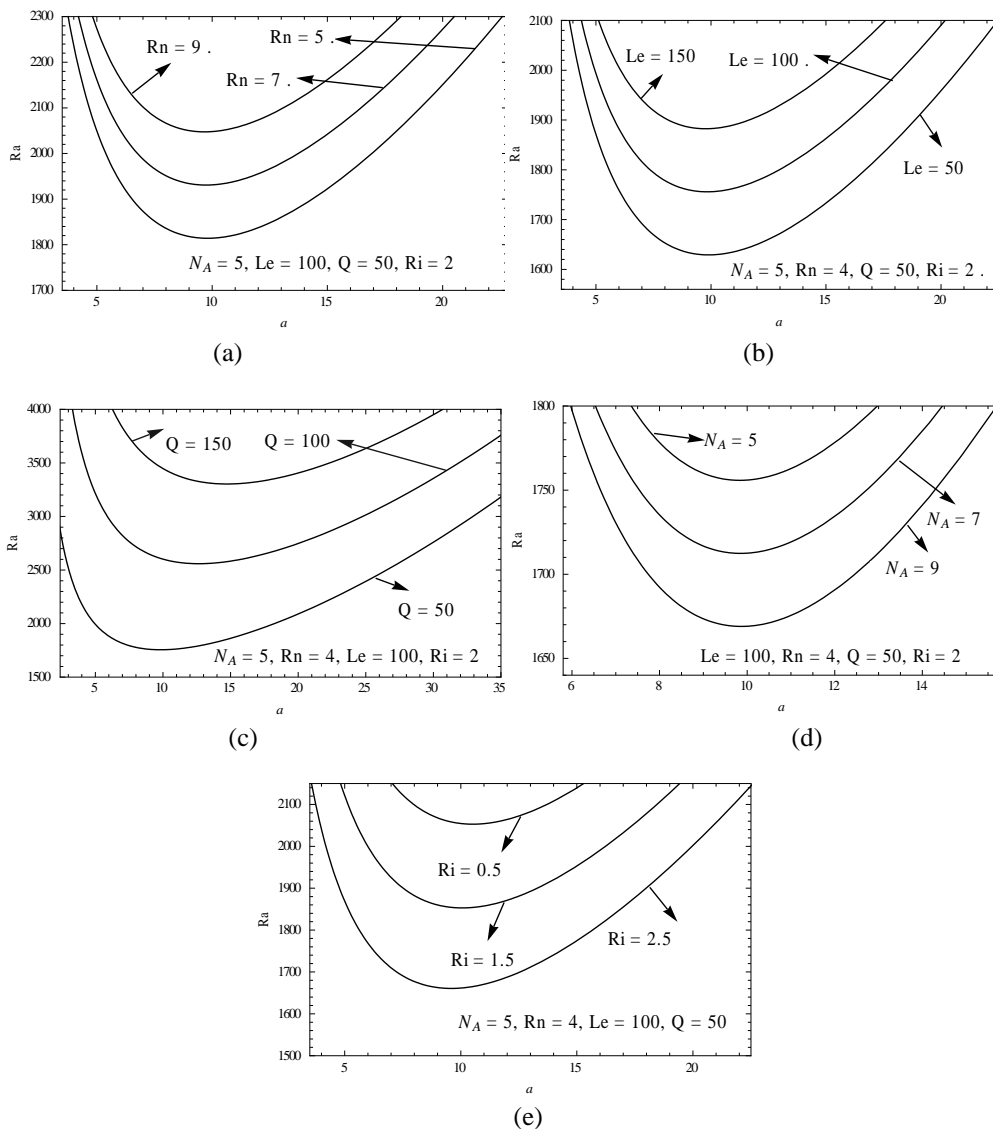 2300
2200
2100
2000
1900
1800
1700
Ra
Rn = 9 .
Rn = 5 .
Rn = 7 .
N_A = 5, Le = 100, Q = 50, Ri = 2
5 10 15 20
a
(a)
2100
2000
1900
1800
1700
1600
Ra
Le = 150
Le = 100 .
Le = 50
N_A = 5, Rn = 4, Q = 50, Ri = 2 .
5 10 15 20
a
(b)
4000
3500
3000
2500
2000
1500
Ra
Q = 150
Q = 100
Q = 50
N_A = 5, Rn = 4, Le = 100, Ri = 2
5 10 15 20 25 30 35
a
(c)
1800
1750
1700
1650
Ra
N_A = 5
N_A = 7
N_A = 9
Le = 100, Rn = 4, Q = 50, Ri = 2
6 8 10 12 14
a
(d)
2100
2000
1900
1800
1700
1600
1500
Ra
Ri = 0.5
Ri = 1.5
Ri = 2.5
N_A = 5, Rn = 4, Le = 100, Q = 50
5 10 15 20
a
(e)